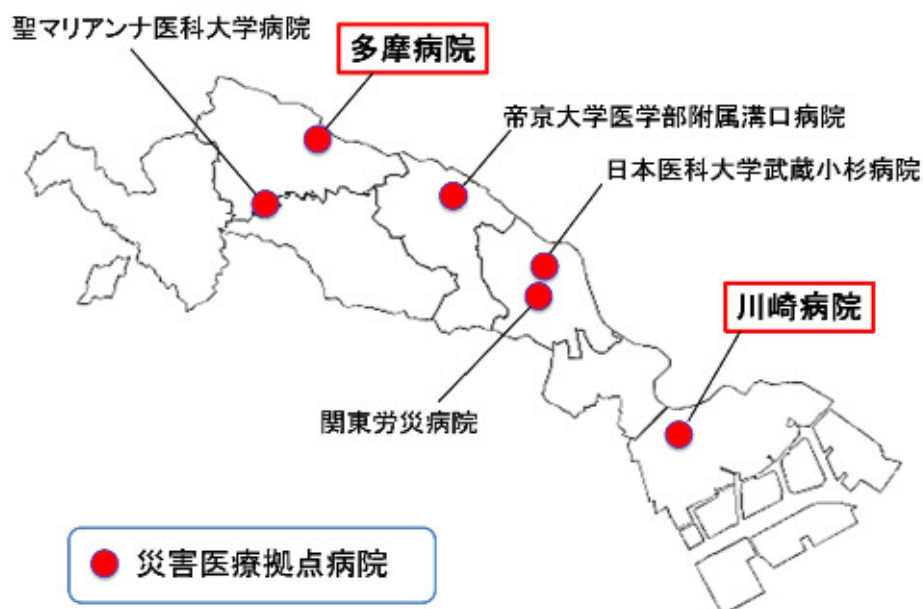 聖マリアンナ医科大学病院
多摩病院
帝京大学医学部附属溝口病院
日本医科大学武蔵小杉病院
川崎病院
関東労災病院
災害医療拠点病院